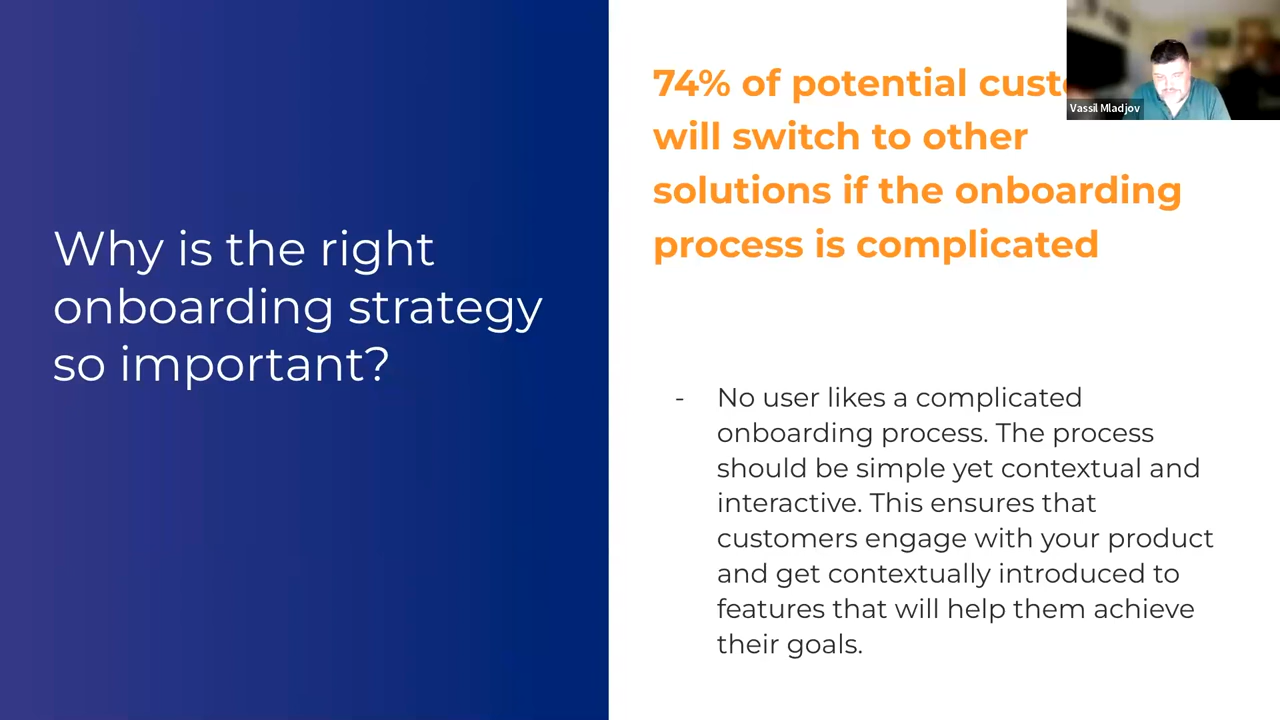 Why is the right
onboarding strategy
so important?
74% of potential
will switch to other
solutions if the onboarding
process is complicated
- No user likes a complicated
onboarding process. The process
should be simple yet contextual and
interactive. This ensures that
customers engage with your product
and get contextually introduced to
features that will help them achieve
their goals.
Vassil Mladjov